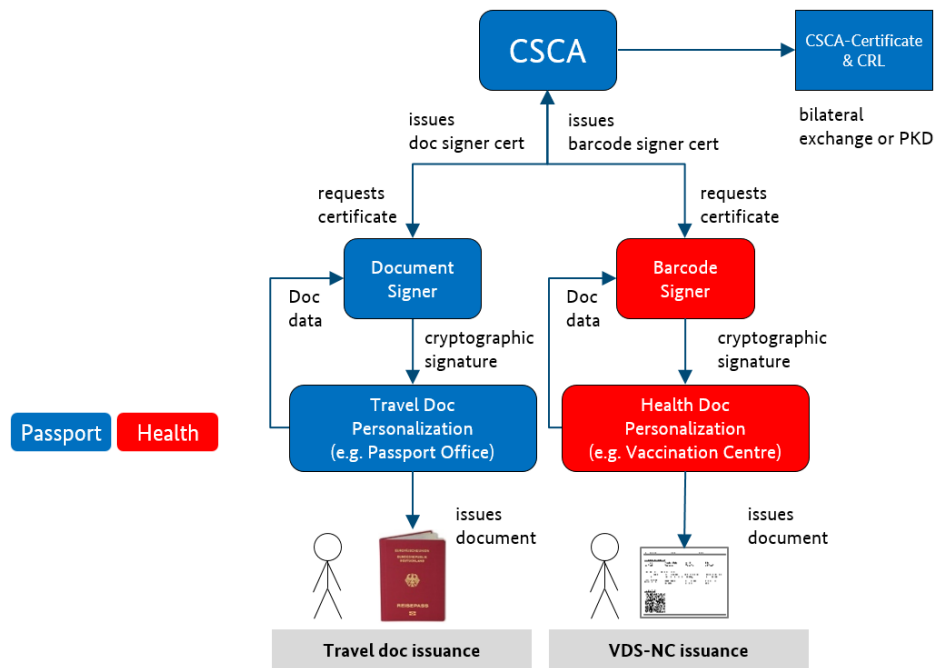 CSCA
CSCA-Certificate
& CRL
bilateral
exchange or PKD
issues
doc signer cert
issues
barcode signer cert
requests
certificate
requests
certificate
Document
Signer
Barcode
Signer
Doc
data
Doc
data
cryptographic
signature
cryptographic
signature
Travel Doc
Personalization
(e.g. Passport Office)
Health Doc
Personalization
(e.g. Vaccination Centre)
Passport
Health
issues
document
issues
document
REISEPASS
Travel doc issuance
VDS-NC issuance